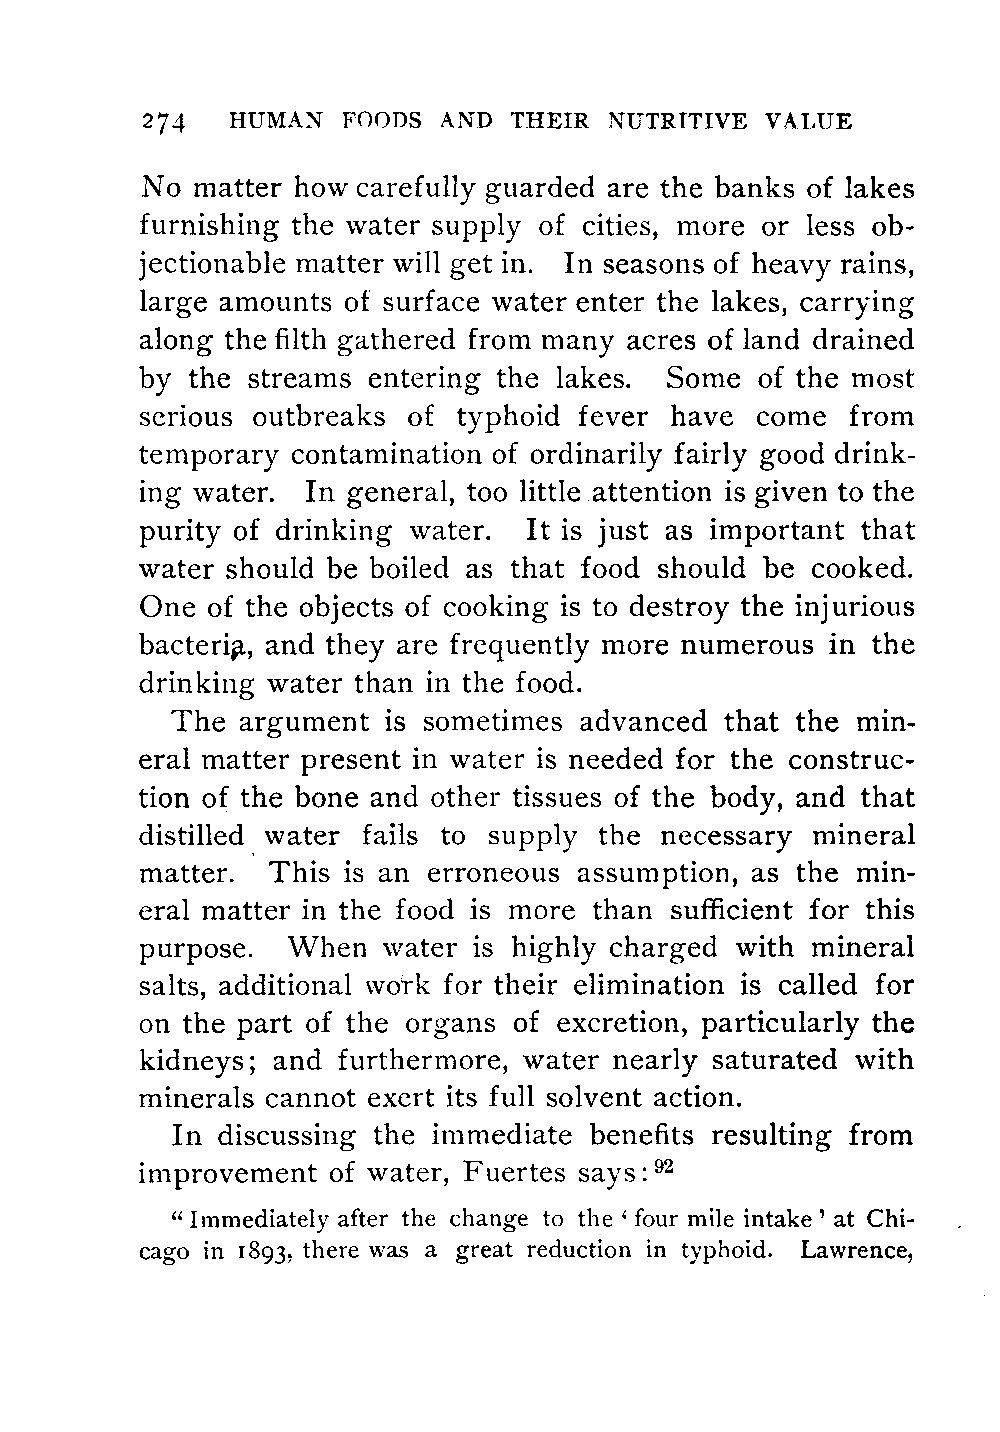 274 HUMAN FOODS AND THEIR NUTRITIVE VALUE
No matter how carefully guarded are the banks of lakes
furnishing the water supply of cities, more or less ob-
jectionable matter will get in. In seasons of heavy rains,
large amounts of surface water enter the lakes, carrying
along the filth gathered from many acres of land drained
by the streams entering the lakes. Some of the most
serious outbreaks of typhoid fever have come from
temporary contamination of ordinarily fairly good drink-
ing water. In general, too little attention is given to the
purity of drinking water. It is just as important that
water should be boiled as that food should be cooked.
One of the objects of cooking is to destroy the injurious
bacteria, and they are frequently more numerous in the
drinking water than in the food.
The argument is sometimes advanced that the min-
eral matter present in water is needed for the construc-
tion of the bone and other tissues of the body, and that
distilled water fails to supply the necessary mineral
matter. This is an erroneous assumption, as the min-
eral matter in the food is more than sufficient for this
purpose. When water is highly charged with mineral
salts, additional work for their elimination is called for
on the part of the organs of excretion, particularly the
kidneys; and furthermore, water nearly saturated with
minerals cannot exert its full solvent action.
In discussing the immediate benefits resulting from
improvement of water, Fuertes says:⁹²
“Immediately after the change to the ‘four mile intake’ at Chi-
cago in 1893, there was a great reduction in typhoid. Lawrence,